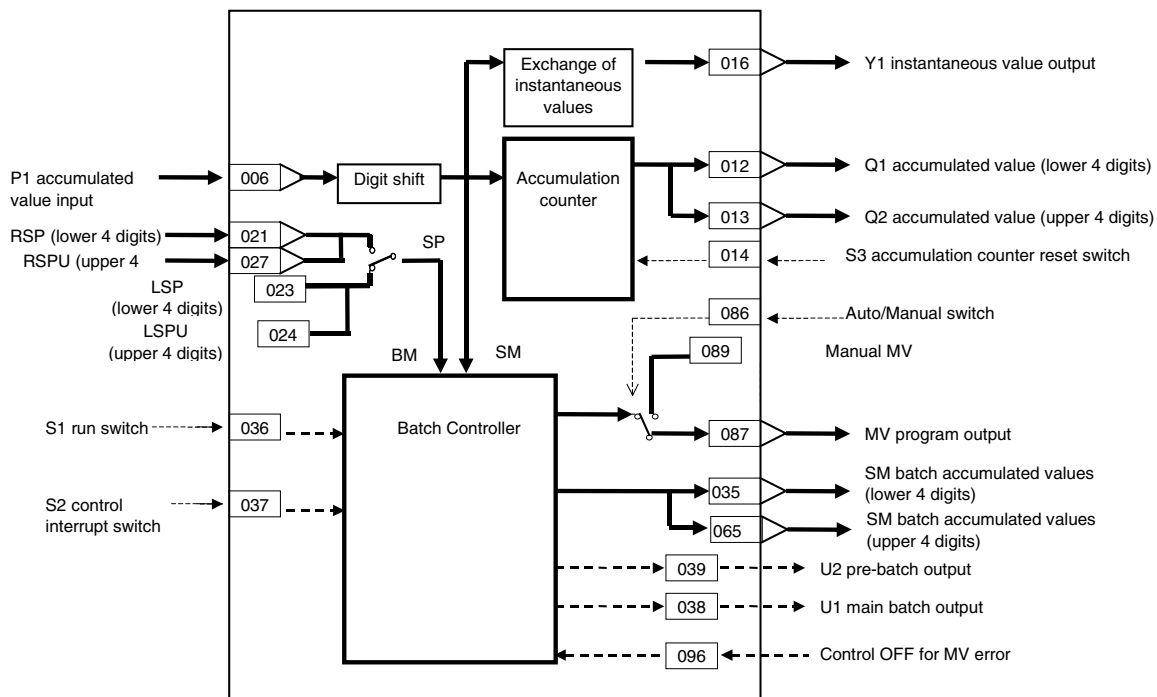 Exchange of
instantaneous
values
016
Y1 instantaneous value output
P1 accumulated
value input
006
Digit shift
Accumulation
counter
012
Q1 accumulated value (lower 4 digits)
013
Q2 accumulated value (upper 4 digits)
014
S3 accumulation counter reset switch
RSP (lower 4 digits)
021
RSPU (upper 4
027
SP
LSP
(lower 4 digits)
023
LSPU
(upper 4 digits)
024
086
Auto/Manual switch
089
Manual MV
BM
SM
Batch Controller
S1 run switch
036
S2 control
interrupt switch
037
087
MV program output
035
SM batch accumulated values
(lower 4 digits)
065
SM batch accumulated values
(upper 4 digits)
039
U2 pre-batch output
038
U1 main batch output
096
Control OFF for MV error